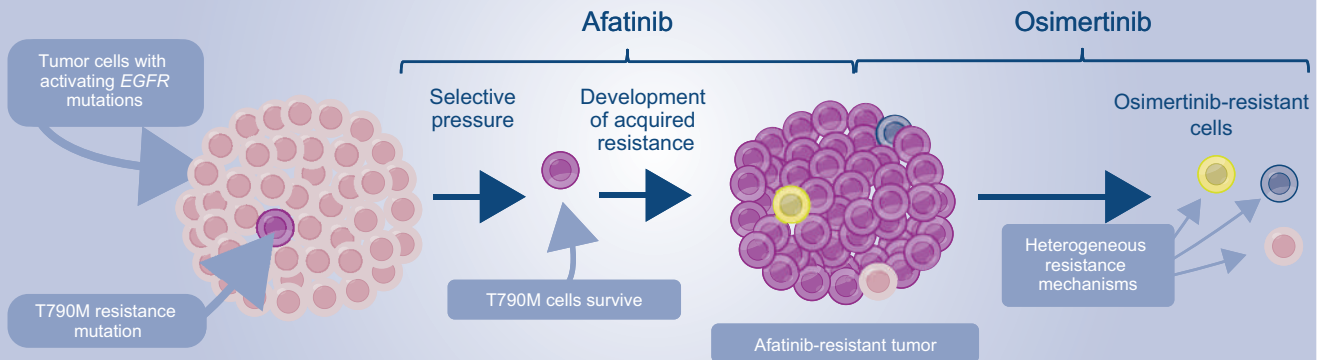 Afatinib
Osimertinib
Tumor cells with
activating EGFR
mutations
Selective
pressure
Development
of acquired
resistance
Osimertinib-resistant
cells
T790M resistance
mutation
T790M cells survive
Afatinib-resistant tumor
Heterogeneous
resistance
mechanisms